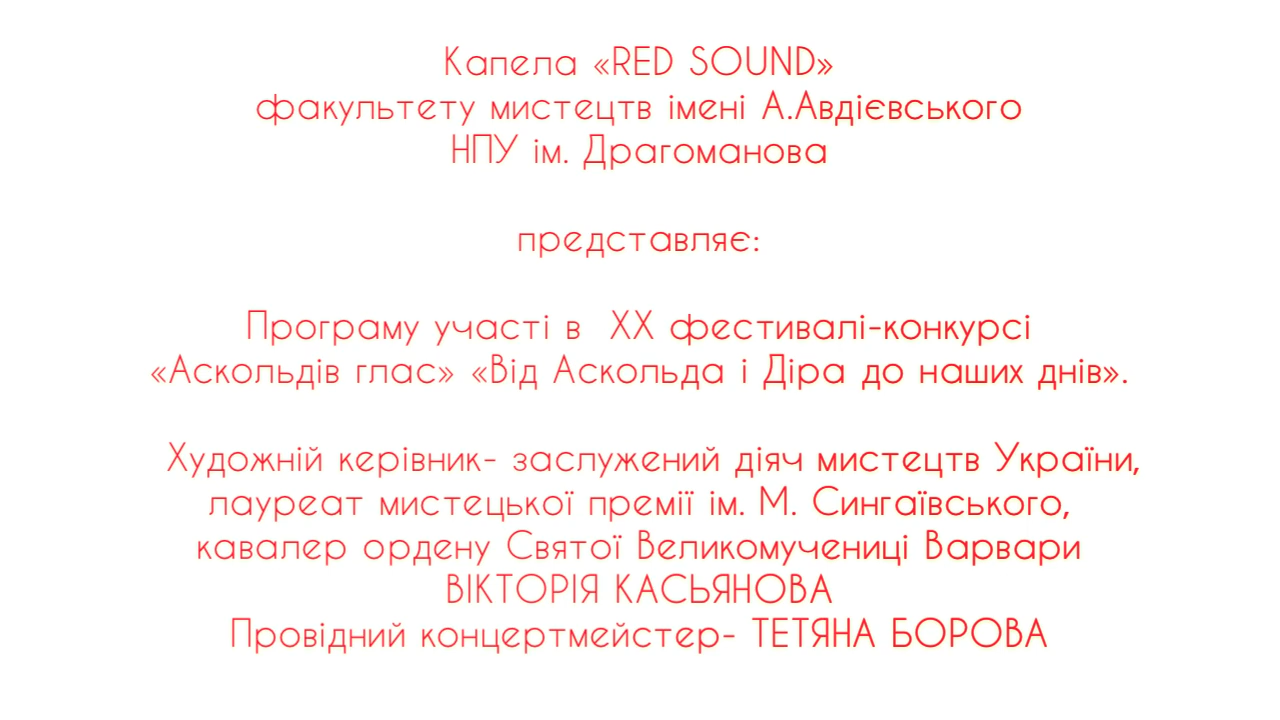 Капела «RED SOUND»
факультету мистецтв імені А.Авдієвського
НПУ ім. Драгоманова
представляє:
Програму участі в XX фестивалі-конкурсі
«Аскольдів глас» «Від Аскольда і Діра до наших днів».
Художній керівник- заслужений діяч мистецтв України,
лауреат мистецької премії ім. М. Сингаївського,
кавалер ордену Святої Великомучениці Варвари
ВІКТОРІЯ КАСЬЯНОВА
Провідний концертмейстер- ТЕТЯНА БОРОВА